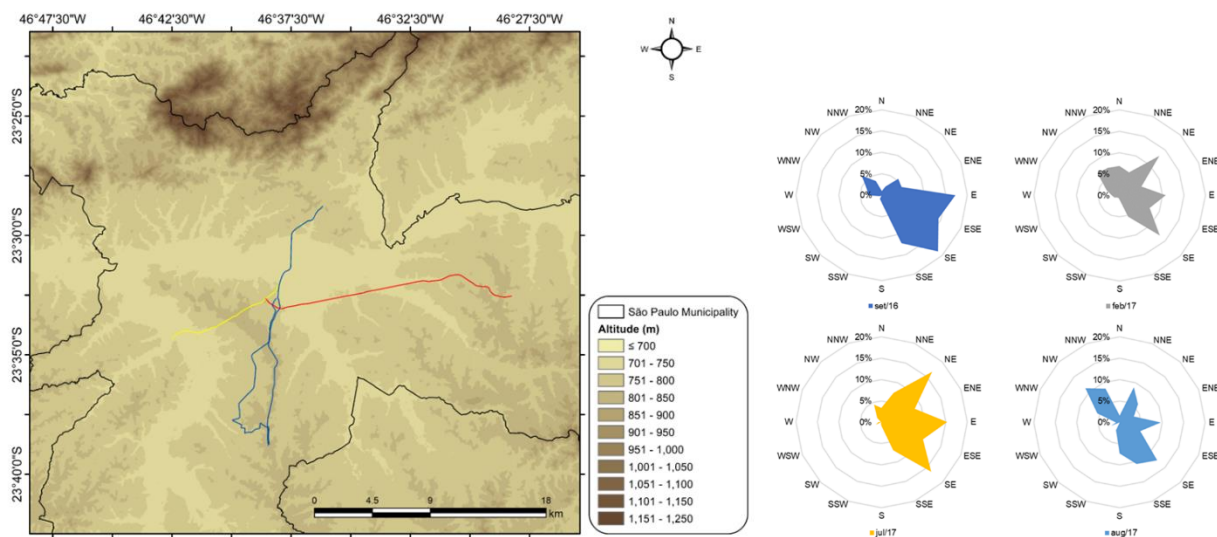 46°47'30"W 46°42'30"W 46°37'30"W 46°32'30"W 46°27'30"W
23°25'0"S
23°30'0"S
23°35'0"S
23°40'0"S
0 4.5 9 18
km
São Paulo Municipality
Altitude (m)
≤ 700
701 - 750
751 - 800
801 - 850
851 - 900
901 - 950
951 - 1,000
1,001 - 1,050
1,051 - 1,100
1,101 - 1,150
1,151 - 1,250
N
W E
S
N
NNW NNE
NW NE
WNW ENE
W E
WSW ESE
SW SE
SSW SSE
S
20%
15%
10%
5%
0%
set/16
N
NNW NNE
NW NE
WNW ENE
W E
WSW ESE
SW SE
SSW SSE
S
20%
15%
10%
5%
0%
feb/17
N
NNW NNE
NW NE
WNW ENE
W E
WSW ESE
SW SE
SSW SSE
S
20%
15%
10%
5%
0%
jul/17
N
NNW NNE
NW NE
WNW ENE
W E
WSW ESE
SW SE
SSW SSE
S
20%
15%
10%
5%
0%
aug/17